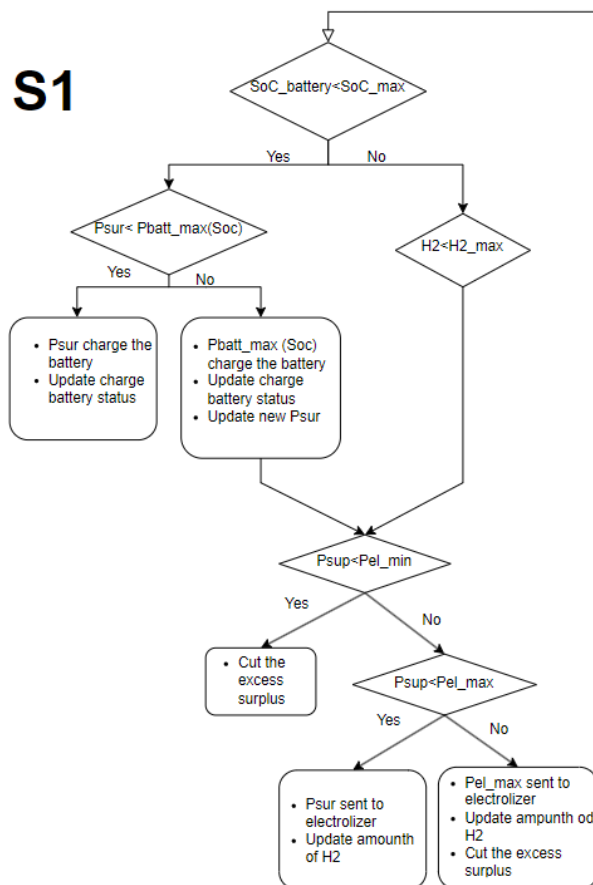 S1
SoC_battery<SoC_max
Yes
No
Psur< Pbatt_max(Soc)
H2<H2_max
Yes
No
• Psur charge the
battery
• Update charge
battery status
• Pbatt_max (Soc)
charge the battery
• Update charge
battery status
• Update new Psur
Psup<Pel_min
Yes
No
• Cut the
excess
surplus
Psup<Pel_max
Yes
No
• Psur sent to
electrolizer
• Update amounth
of H2
• Pel_max sent to
electrolizer
• Update ampunth od
H2
• Cut the excess
surplus